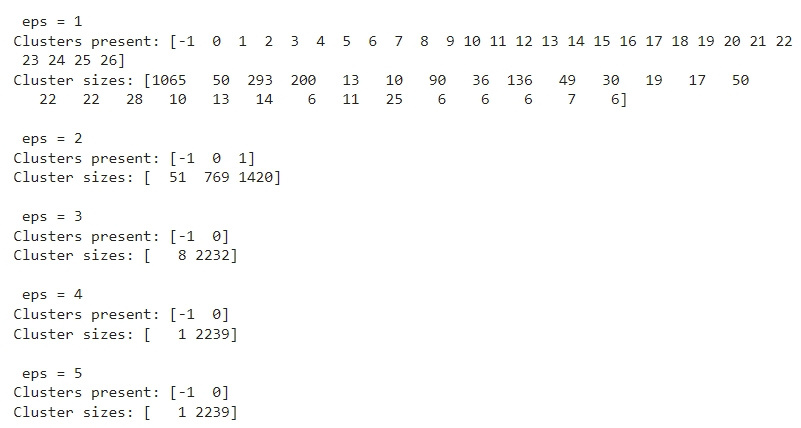 eps = 1
Clusters present: [-1  0  1  2  3  4  5  6  7  8  9 10 11 12 13 14 15 16 17 18 19 20 21 22
 23 24 25 26]
Cluster sizes: [1065   50  293  200   13   10   90   36  136   49   30   19   17   50
   22   22   28   10   13   14    6   11   25    6    6    6    7    6]
eps = 2
Clusters present: [-1  0  1]
Cluster sizes: [  51  769 1420]
eps = 3
Clusters present: [-1  0]
Cluster sizes: [   8 2232]
eps = 4
Clusters present: [-1  0]
Cluster sizes: [   1 2239]
eps = 5
Clusters present: [-1  0]
Cluster sizes: [   1 2239]